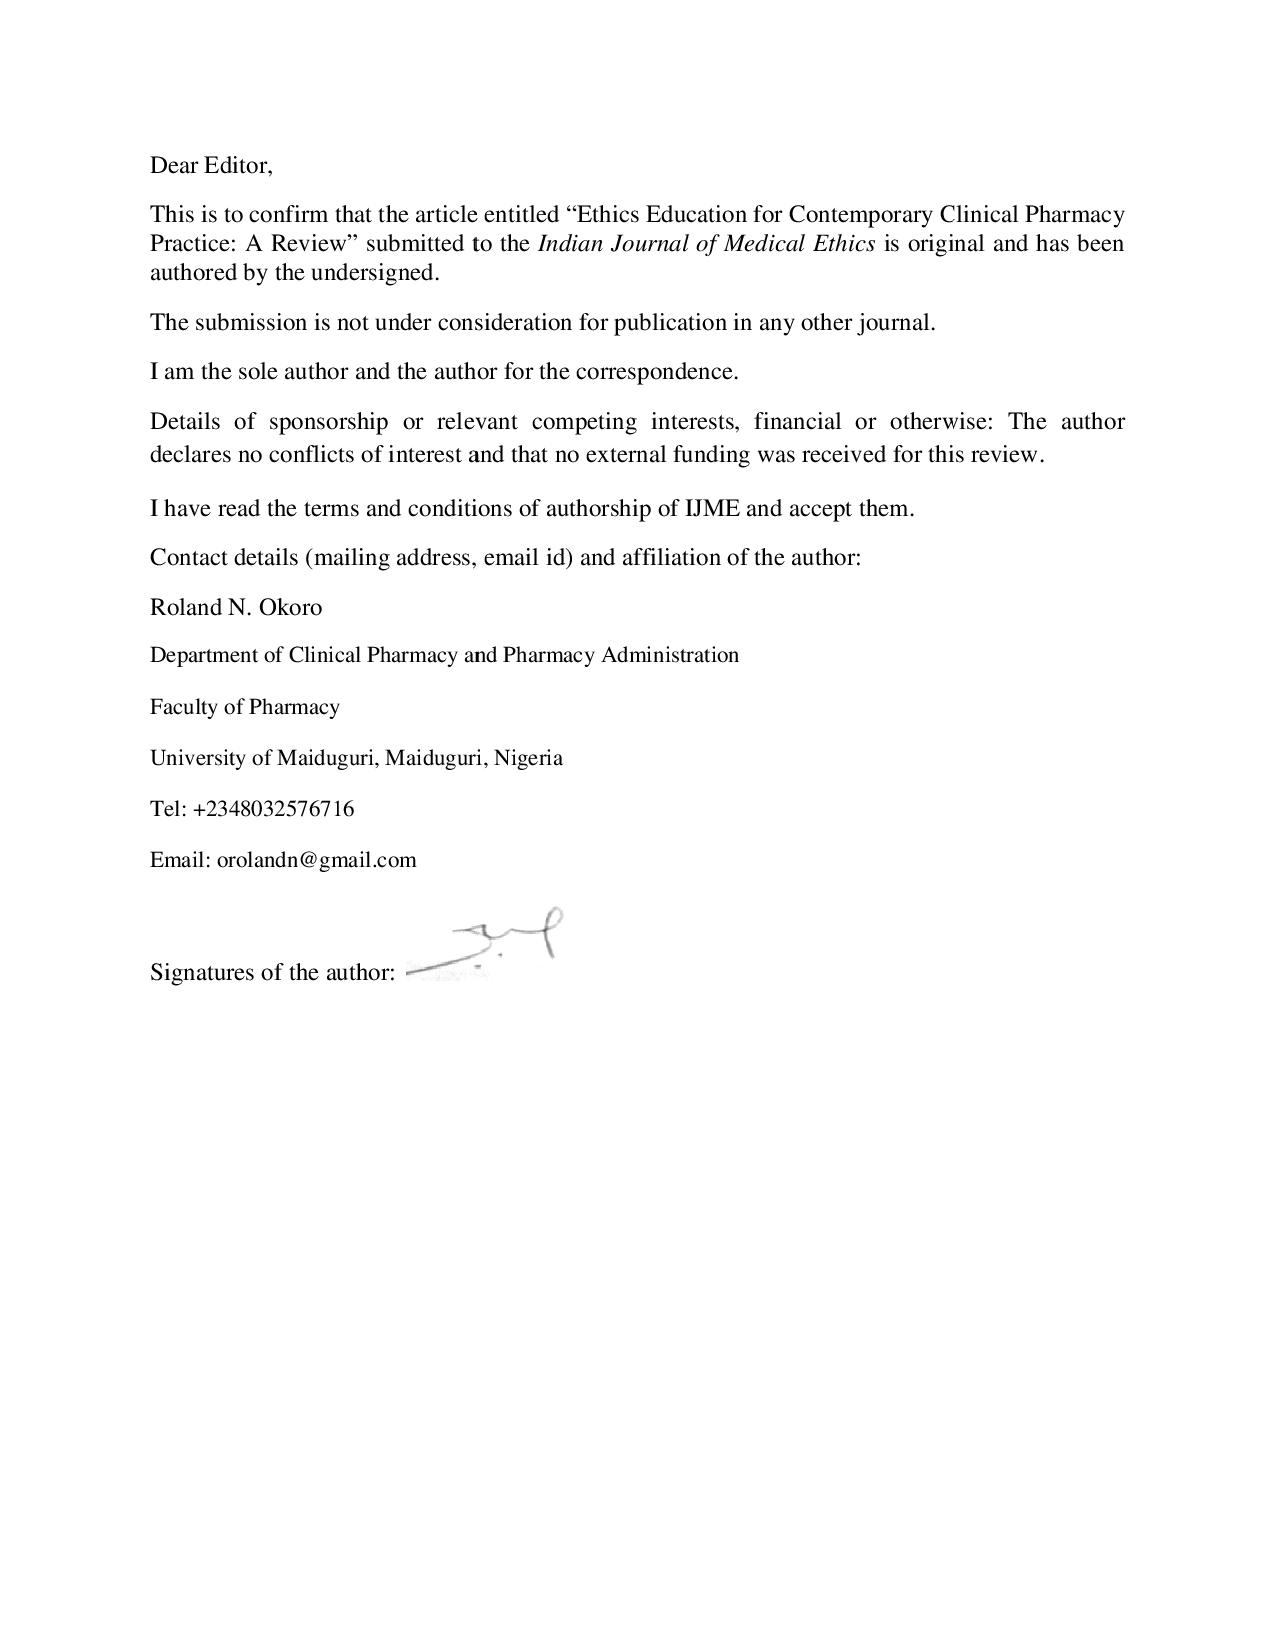 Dear Editor,
This is to confirm that the article entitled “Ethics Education for Contemporary Clinical Pharmacy
Practice: A Review” submitted to the Indian Journal of Medical Ethics is original and has been
authored by the undersigned.
The submission is not under consideration for publication in any other journal.
I am the sole author and the author for the correspondence.
Details of sponsorship or relevant competing interests, financial or otherwise: The author
declares no conflicts of interest and that no external funding was received for this review.
I have read the terms and conditions of authorship of IJME and accept them.
Contact details (mailing address, email id) and affiliation of the author:
Roland N. Okoro
Department of Clinical Pharmacy and Pharmacy Administration
Faculty of Pharmacy
University of Maiduguri, Maiduguri, Nigeria
Tel: +2348032576716
Email: orolandn@gmail.com
Signatures of the author: